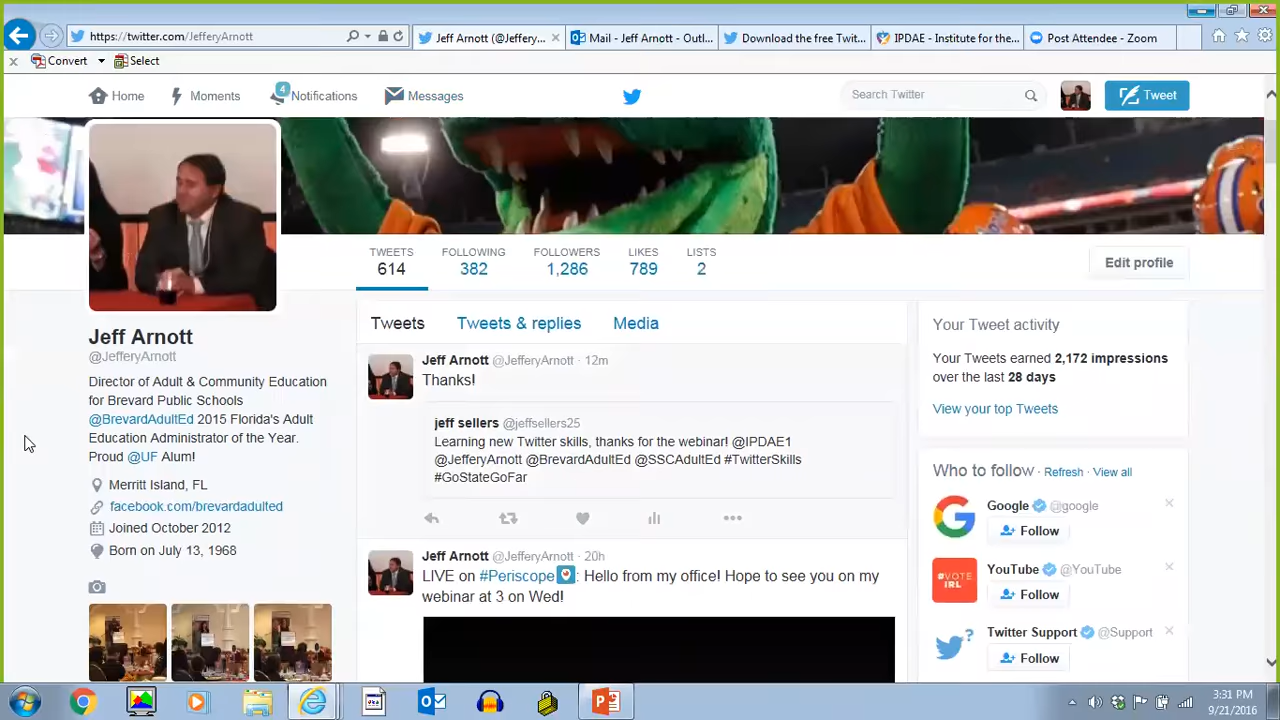 https://twitter.com/JefferyArnott
Jeff Arnott (@Jeffery...
Mail - Jeff Arnott - Outl...
Download the free Twit...
IPDAE - Institute for the...
Post Attendee - Zoom
Convert
Select
Home
Moments
4
Notifications
Messages
Search Twitter
Tweet
TWEETS
614
FOLLOWING
382
FOLLOWERS
1,286
LIKES
789
LISTS
2
Edit profile
Jeff Arnott
@JefferyArnott
Director of Adult & Community Education
for Brevard Public Schools
@BrevardAdultEd 2015 Florida's Adult
Education Administrator of the Year.
Proud @UF Alum!
Merritt Island, FL
facebook.com/brevardadulted
Joined October 2012
Born on July 13, 1968
Tweets
Tweets & replies
Media
Jeff Arnott @JefferyArnott · 12m
Thanks!
jeff sellers @jeffsellers25
Learning new Twitter skills, thanks for the webinar! @IPDAE1
@JefferyArnott @BrevardAdultEd @SSCAdultEd #TwitterSkills
#GoStateGoFar
Jeff Arnott @JefferyArnott · 20h
LIVE on #Periscope: Hello from my office! Hope to see you on my
webinar at 3 on Wed!
Your Tweet activity
Your Tweets earned 2,172 impressions
over the last 28 days
View your top Tweets
Who to follow · Refresh · View all
Google @google
Follow
YouTube @YouTube
#VOTE
IRL
Follow
Twitter Support @Support
Follow
3:31 PM
9/21/2016